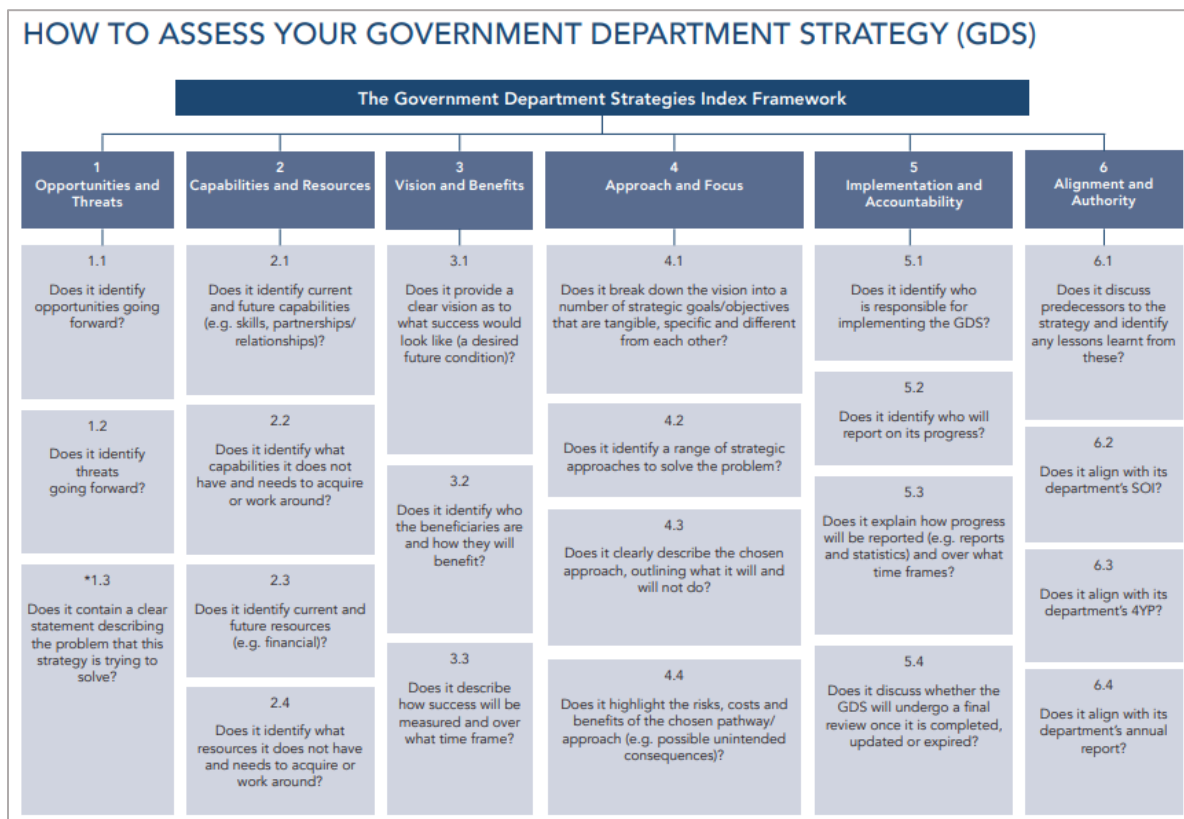 HOW TO ASSESS YOUR GOVERNMENT DEPARTMENT STRATEGY (GDS)
The Government Department Strategies Index Framework
1
Opportunities and
Threats
1.1
Does it identify
opportunities going
forward?
1.2
Does it identify
threats
going forward?
*1.3
Does it contain a clear
statement describing
the problem that this
strategy is trying to
solve?
2
Capabilities and Resources
2.1
Does it identify current
and future capabilities
(e.g. skills, partnerships/
relationships)?
2.2
Does it identify what
capabilities it does not
have and needs to acquire
or work around?
2.3
Does it identify current and
future resources
(e.g. financial)?
2.4
Does it identify what
resources it does not have
and needs to acquire or
work around?
3
Vision and Benefits
3.1
Does it provide a
clear vision as to
what success would
look like (a desired
future condition)?
3.2
Does it identify who
the beneficiaries are
and how they will
benefit?
3.3
Does it describe
how success will be
measured and over
what time frame?
4
Approach and Focus
4.1
Does it break down the vision into
a number of strategic goals/objectives
that are tangible, specific and different
from each other?
4.2
Does it identify a range of strategic
approaches to solve the problem?
4.3
Does it clearly describe the chosen
approach, outlining what it will and
will not do?
4.4
Does it highlight the risks, costs and
benefits of the chosen pathway/
approach (e.g. possible unintended
consequences)?
5
Implementation and
Accountability
5.1
Does it identify who
is responsible for
implementing the GDS?
5.2
Does it identify who will
report on its progress?
5.3
Does it explain how progress
will be reported (e.g. reports
and statistics) and over what
time frames?
5.4
Does it discuss whether the
GDS will undergo a final
review once it is completed,
updated or expired?
6
Alignment and
Authority
6.1
Does it discuss
predecessors to the
strategy and identify
any lessons learnt from
these?
6.2
Does it align with its
department's SOI?
6.3
Does it align with its
department's 4YP?
6.4
Does it align with its
department's annual
report?